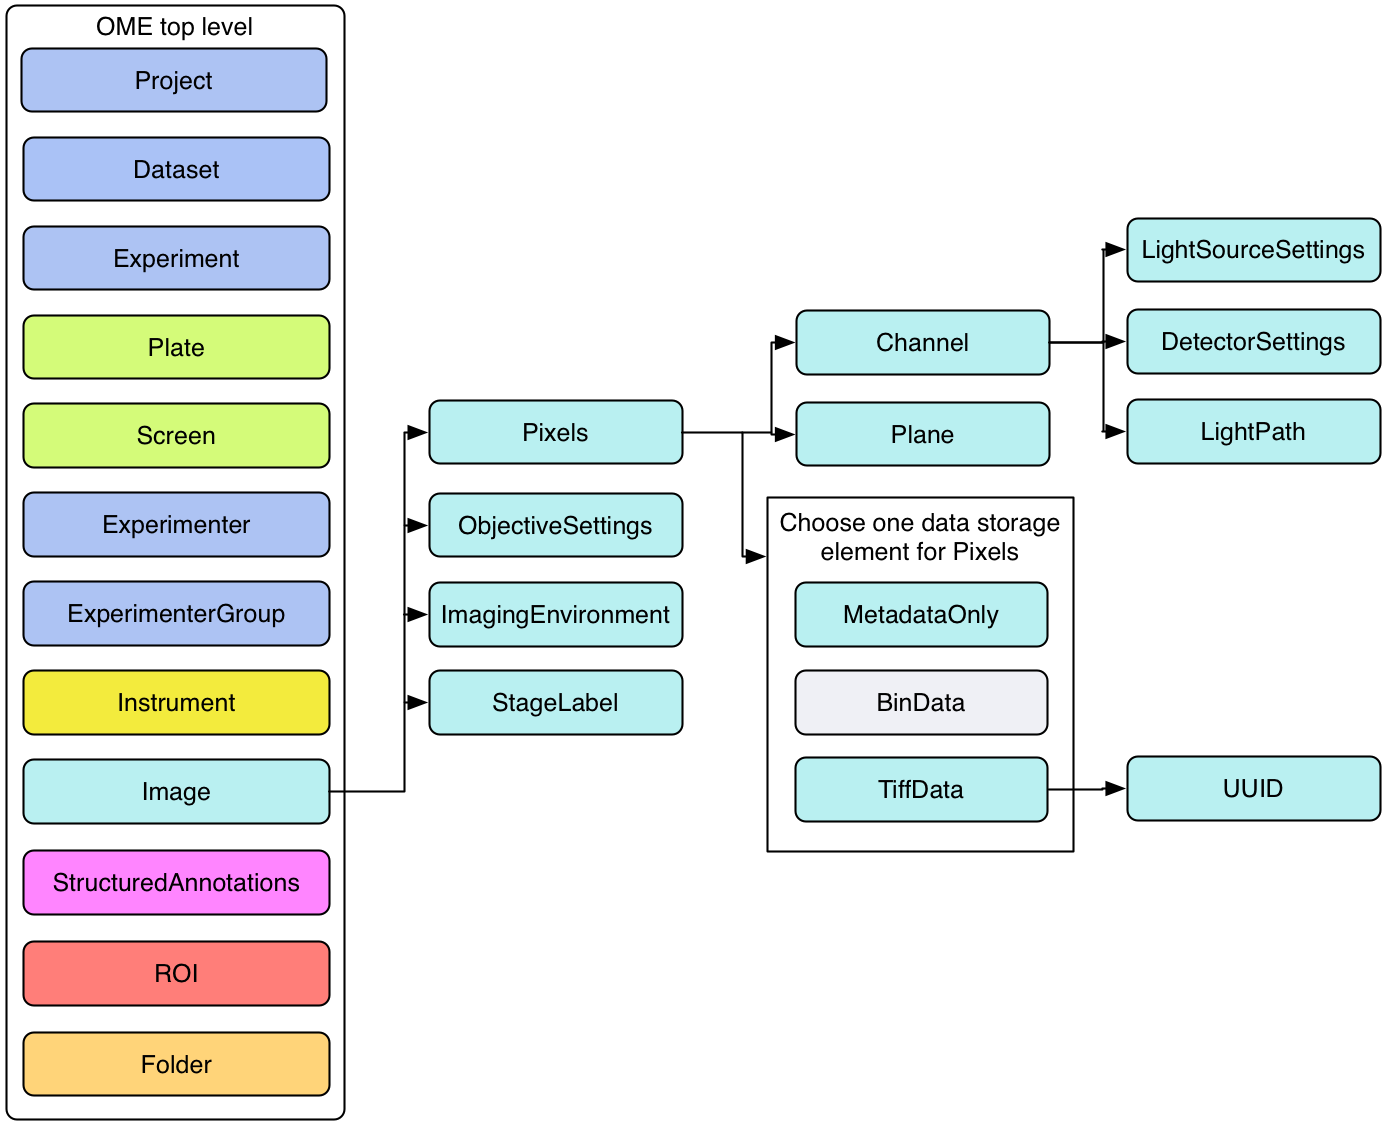 OME top level
Project
Dataset
Experiment
Plate
Screen
Experimenter
ExperimenterGroup
Instrument
Image
StructuredAnnotations
ROI
Folder
Pixels
ObjectiveSettings
ImagingEnvironment
StageLabel
Channel
Plane
Choose one data storage
element for Pixels
MetadataOnly
BinData
TiffData
LightSourceSettings
DetectorSettings
LightPath
UUID